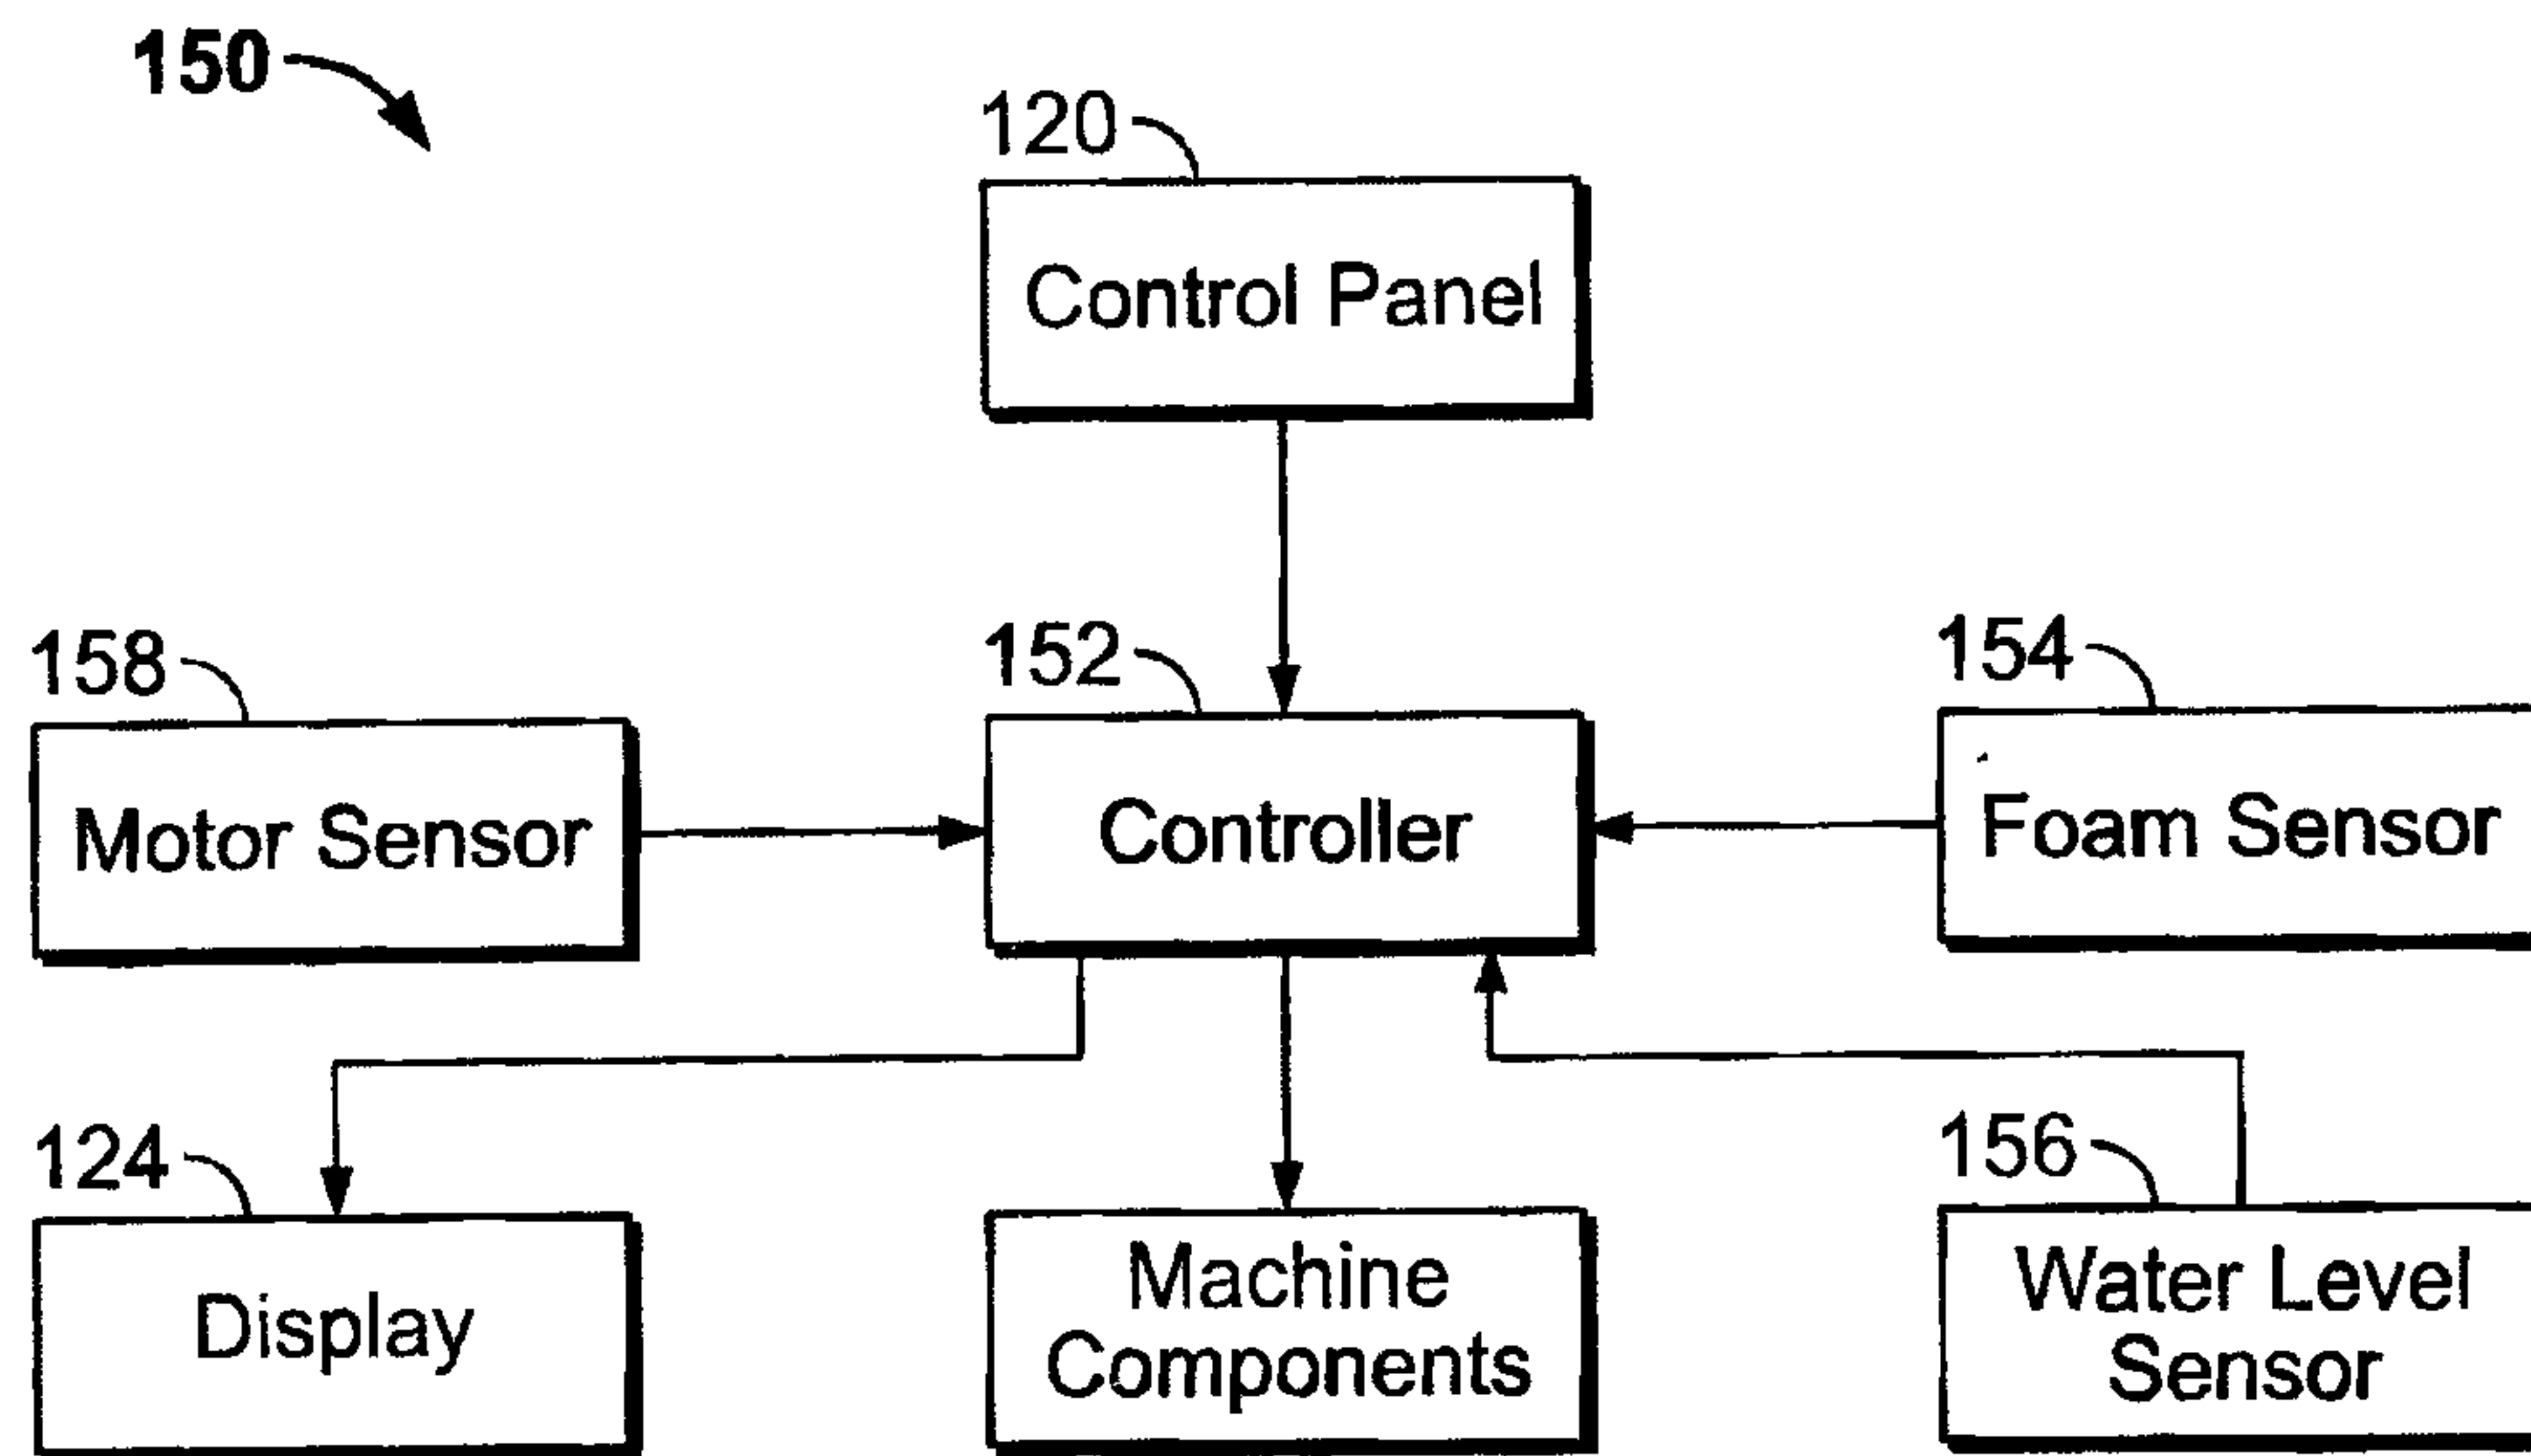 150
120
Control Panel
158
152
154
Motor Sensor
Controller
Foam Sensor
124
156
Display
Machine
Components
Water Level
Sensor